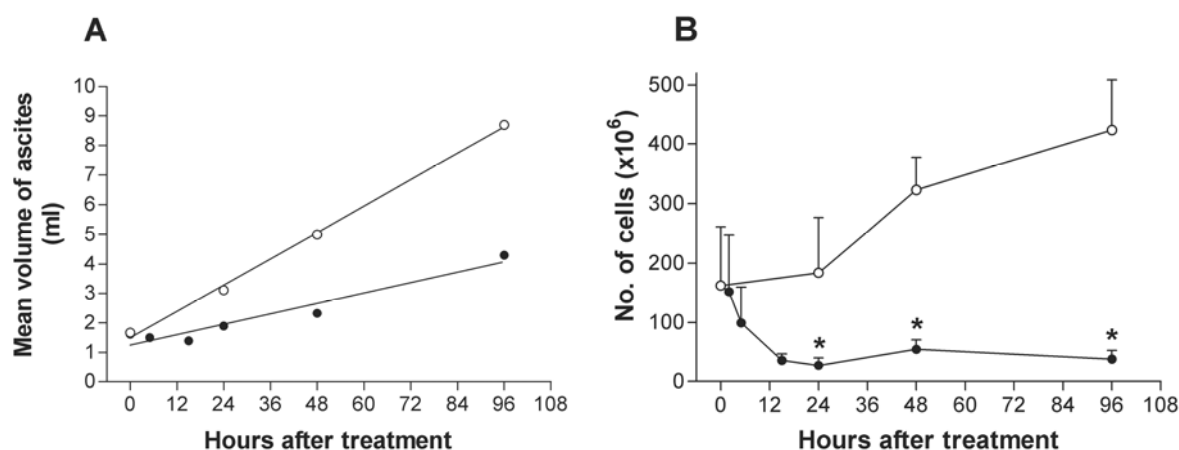 A
Mean volume of ascites
(ml)
10
9
8
7
6
5
4
3
2
1
0
0 12 24 36 48 60 72 84 96 108
Hours after treatment
B
No. of cells (x10⁶)
500
400
300
200
100
0
* * *
0 12 24 36 48 60 72 84 96 108
Hours after treatment